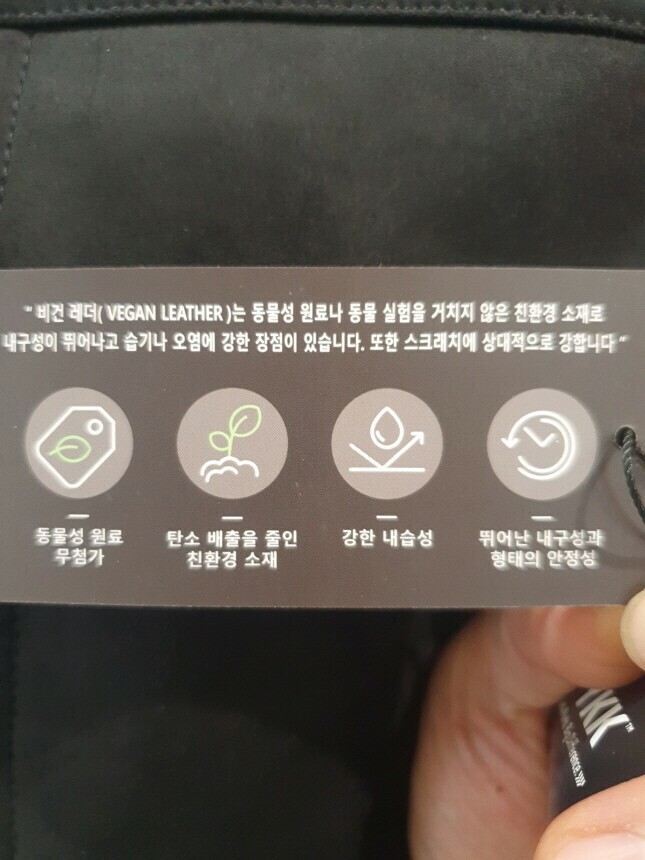 “ 비건 레더( VEGAN LEATHER )는 동물성 원료나 동물 실험을 거치지 않은 친환경 소재로
내구성이 뛰어나고 습기나 오염에 강한 장점이 있습니다. 또한 스크래치에 상대적으로 강합니다 ”
동물성 원료
무첨가
탄소 배출을 줄인
친환경 소재
강한 내습성
뛰어난 내구성과
형태의 안정성
YKK™